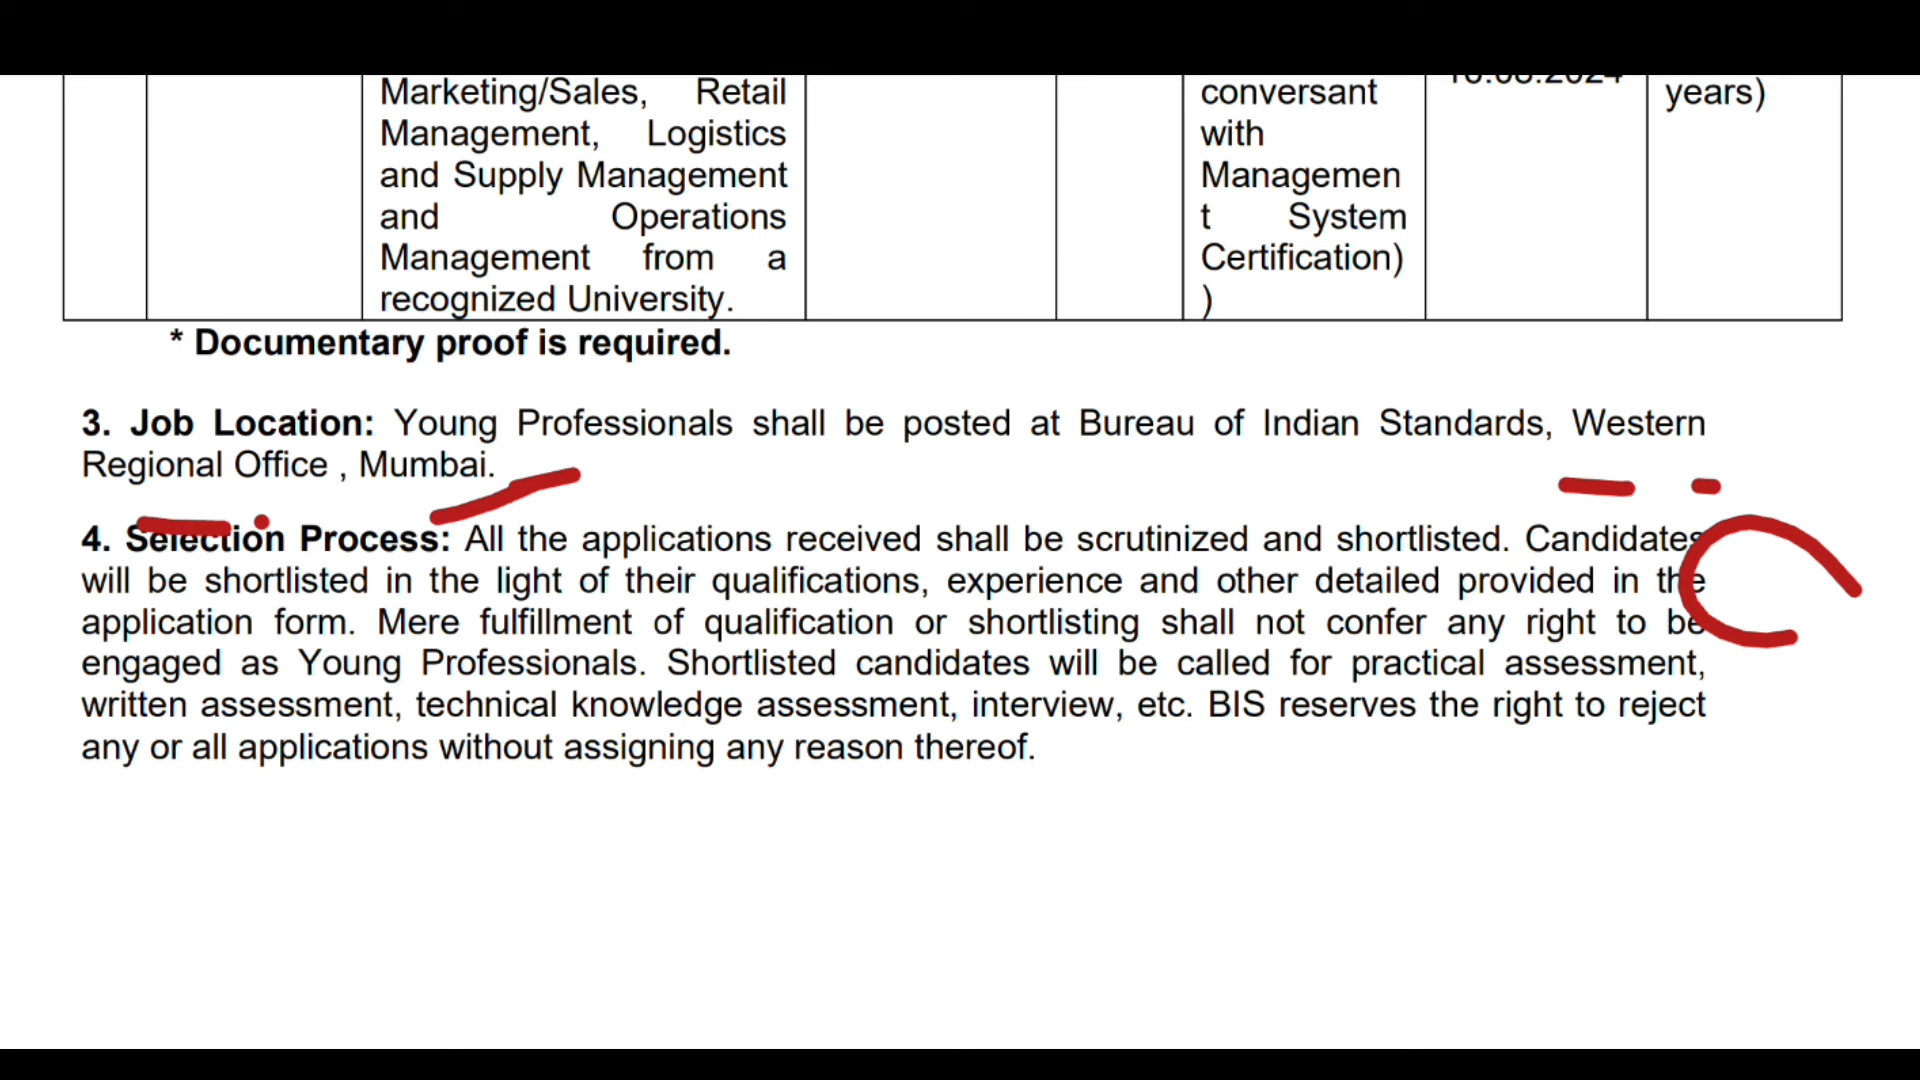 Marketing/Sales, Retail
Management, Logistics
and Supply Management
and Operations
Management from a
recognized University.
conversant
with
Managemen
t System
Certification)
)
years)
* Documentary proof is required.
3. Job Location: Young Professionals shall be posted at Bureau of Indian Standards, Western
Regional Office , Mumbai.
4. Selection Process: All the applications received shall be scrutinized and shortlisted. Candidates
will be shortlisted in the light of their qualifications, experience and other detailed provided in the
application form. Mere fulfillment of qualification or shortlisting shall not confer any right to be
engaged as Young Professionals. Shortlisted candidates will be called for practical assessment,
written assessment, technical knowledge assessment, interview, etc. BIS reserves the right to reject
any or all applications without assigning any reason thereof.